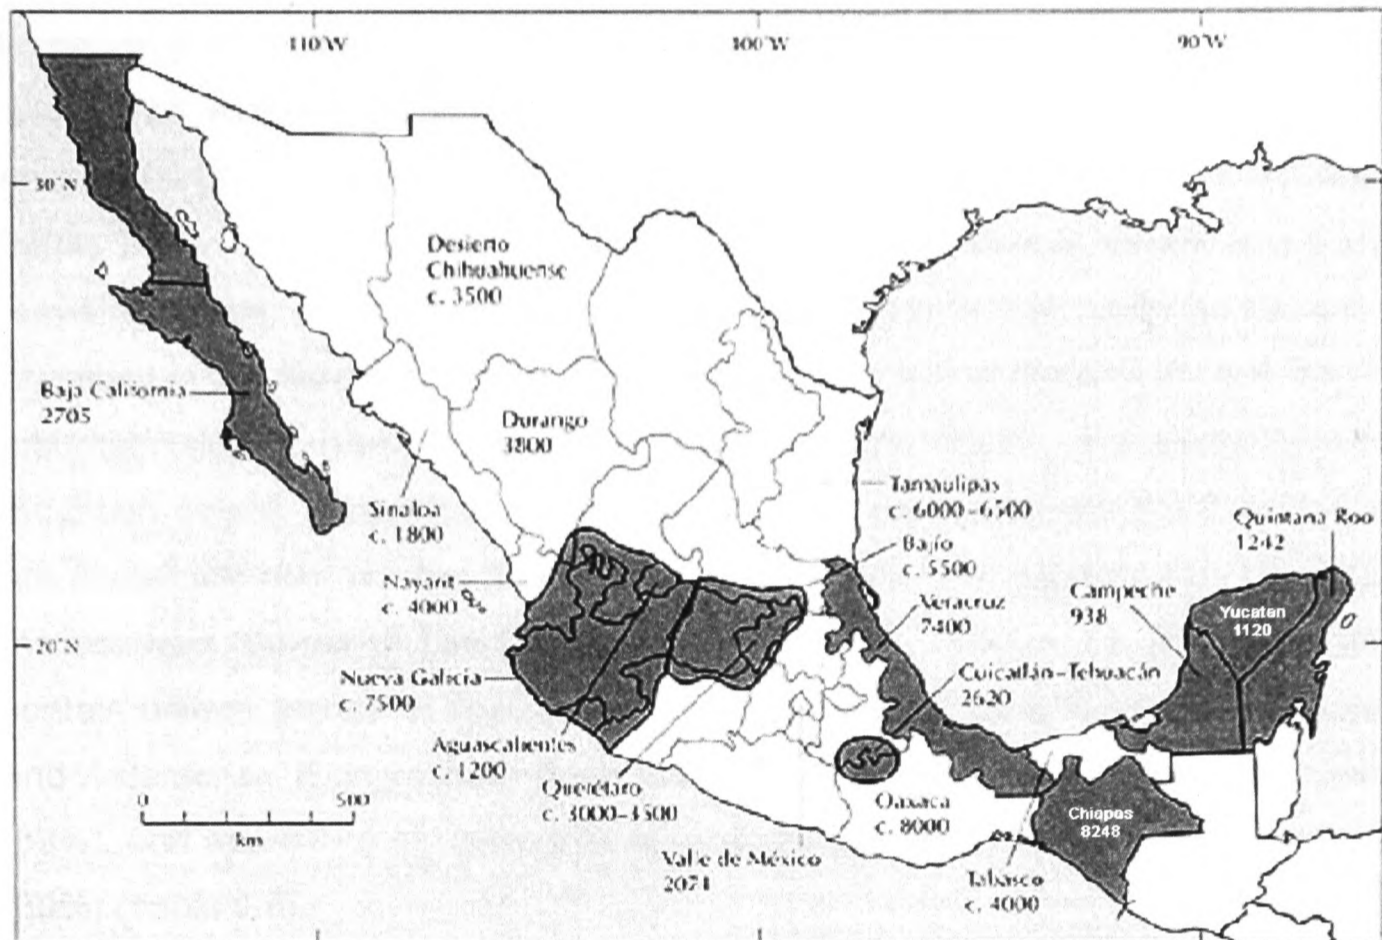 110°W
100°W
90°W
30°N
20°N
Desierto
Chihuahuense
c. 3500
Baja California
2705
Durango
3800
Sinaloa
c. 1800
Tamaulipas
c. 6000–6500
Quintana Roo
1242
Bajío
c. 5500
Nayarit
c. 4000
Veracruz
7400
Campeche
938
Yucatan
1120
Nueva Galicia
c. 7500
Cuicatlán–Tehuacán
2620
Aguascalientes
c. 1200
Querétaro
c. 3000–3500
0
500
km
Oaxaca
c. 8000
Chiapas
8248
Valle de México
2071
Tabasco
c. 4000